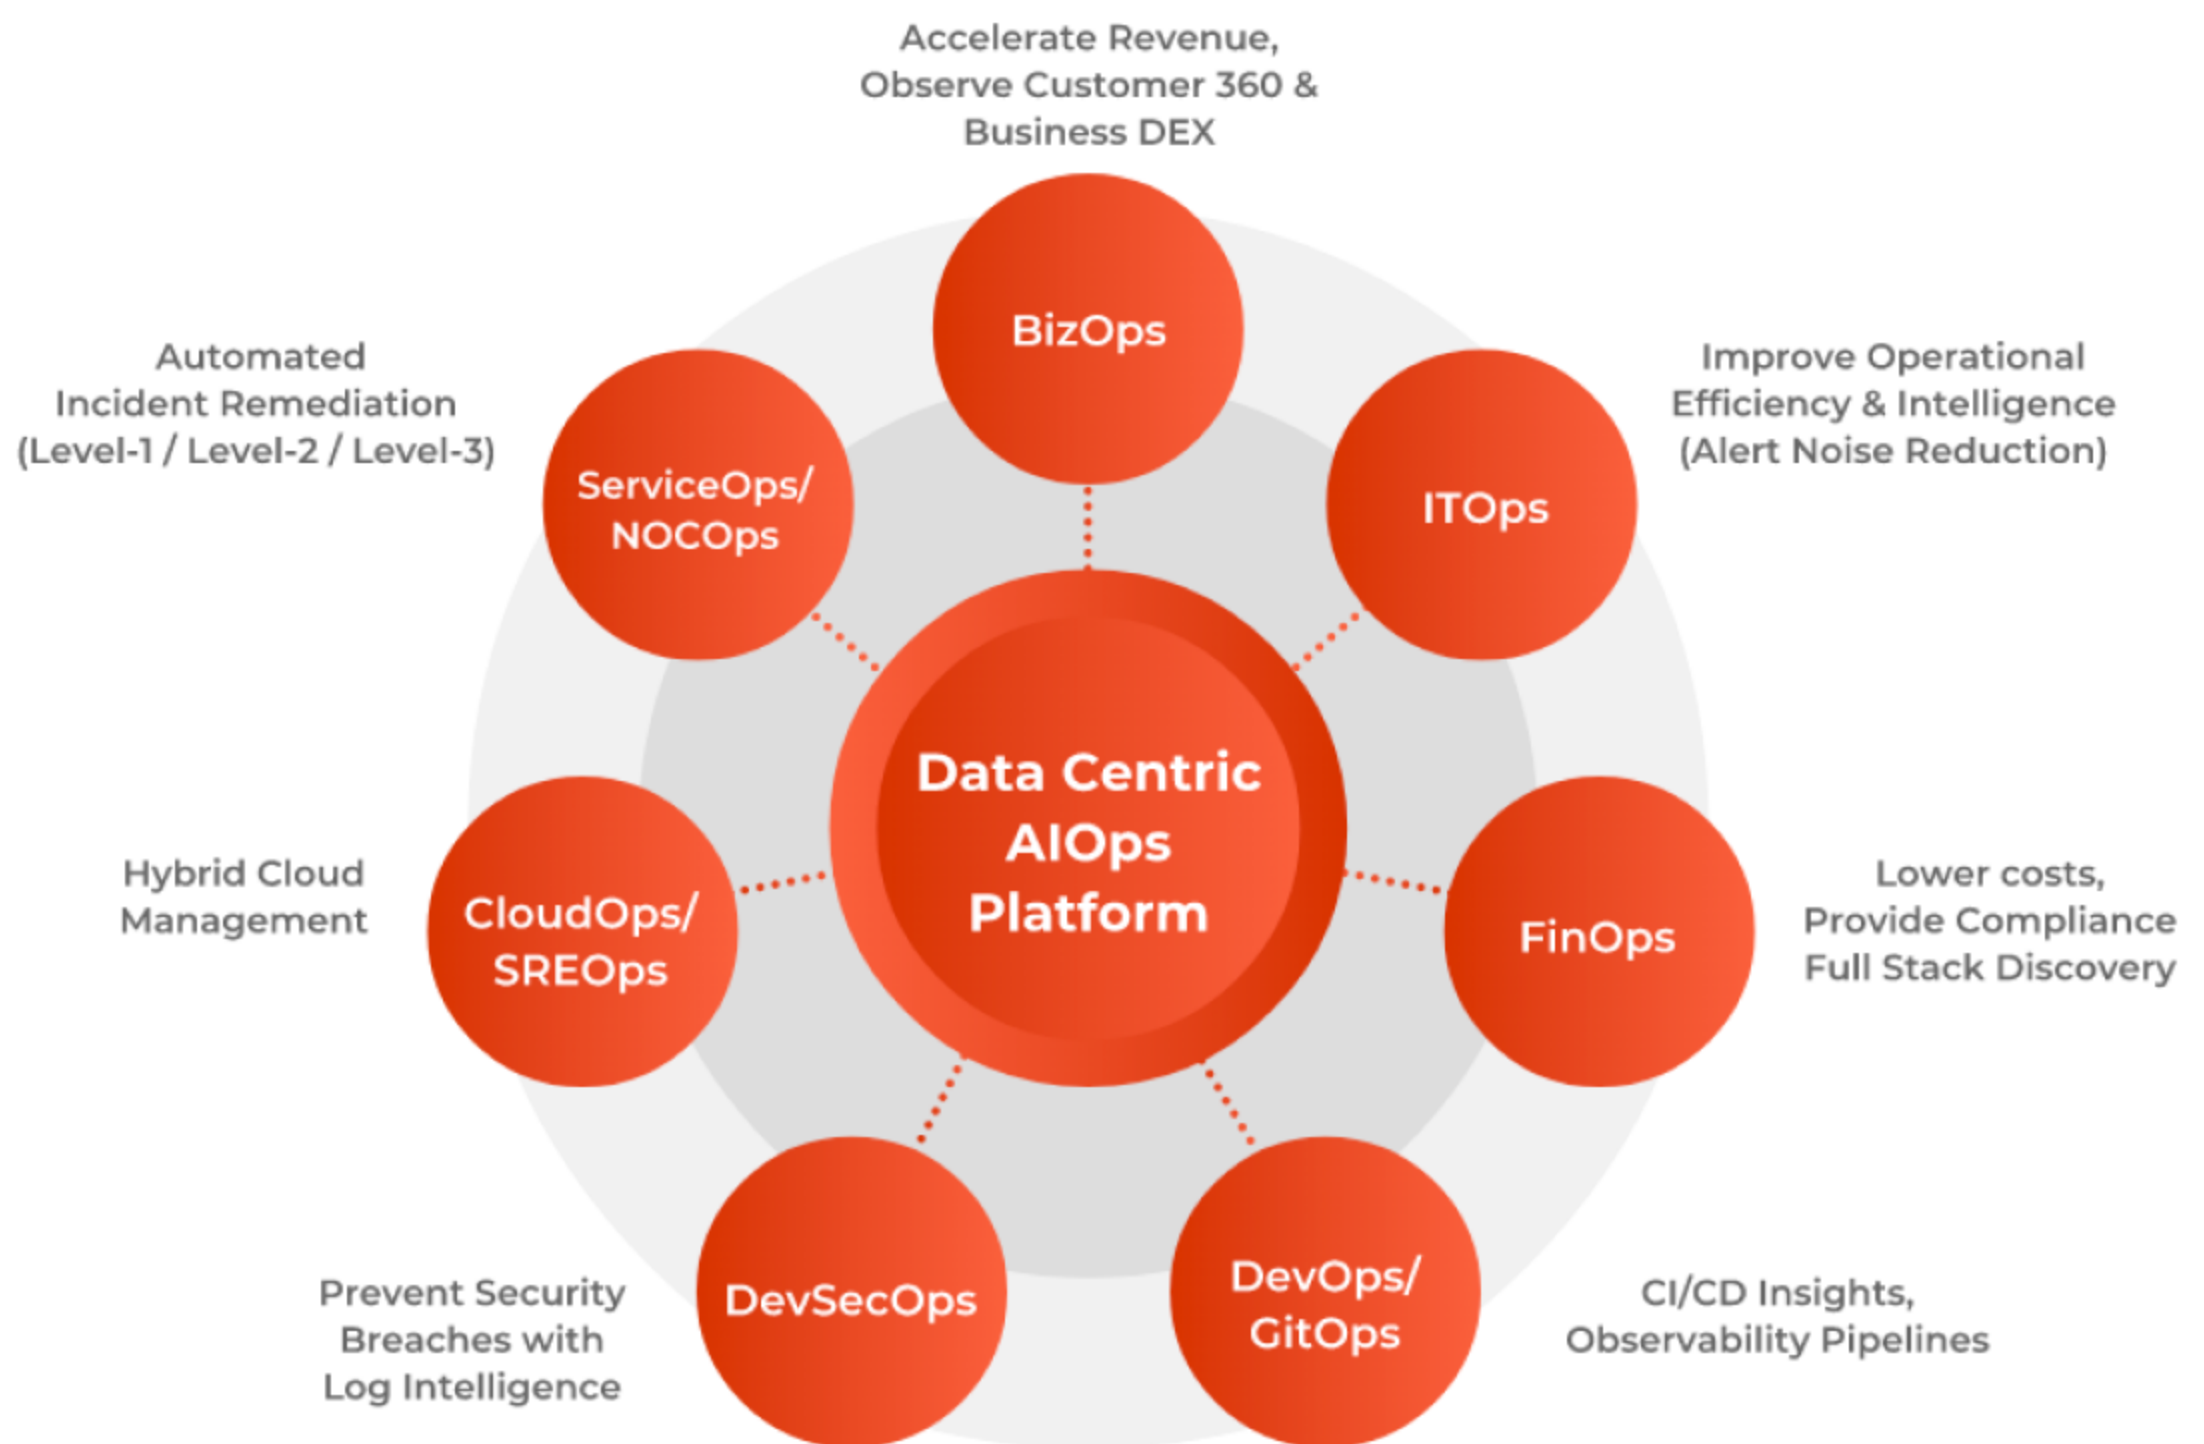 Accelerate Revenue,
Observe Customer 360 &
Business DEX
BizOps
Automated
Incident Remediation
(Level-1 / Level-2 / Level-3)
ServiceOps/
NOCOps
Improve Operational
Efficiency & Intelligence
(Alert Noise Reduction)
ITOps
Data Centric
AIOps
Platform
Hybrid Cloud
Management
CloudOps/
SREOps
FinOps
Lower costs,
Provide Compliance
Full Stack Discovery
Prevent Security
Breaches with
Log Intelligence
DevSecOps
DevOps/
GitOps
CI/CD Insights,
Observability Pipelines